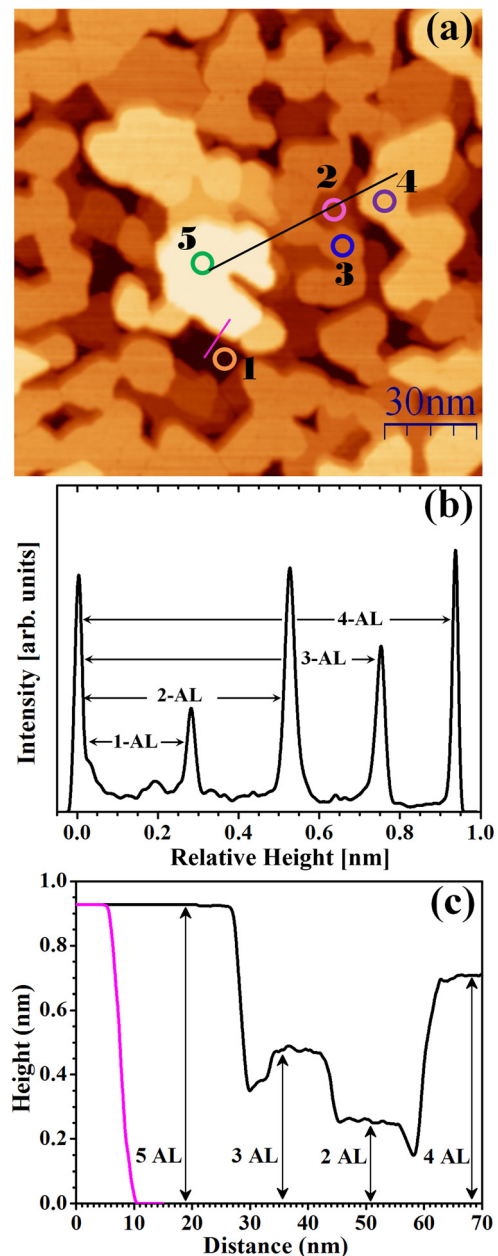 (a)
2
4
5
3
1
30nm
(b)
Intensity [arb. units]
4-AL
3-AL
2-AL
1-AL
0.0 0.2 0.4 0.6 0.8 1.0
Relative Height [nm]
(c)
1.0
0.8
0.6
0.4
0.2
0.0
Height (nm)
5 AL 3 AL 2 AL 4 AL
0 10 20 30 40 50 60 70
Distance (nm)